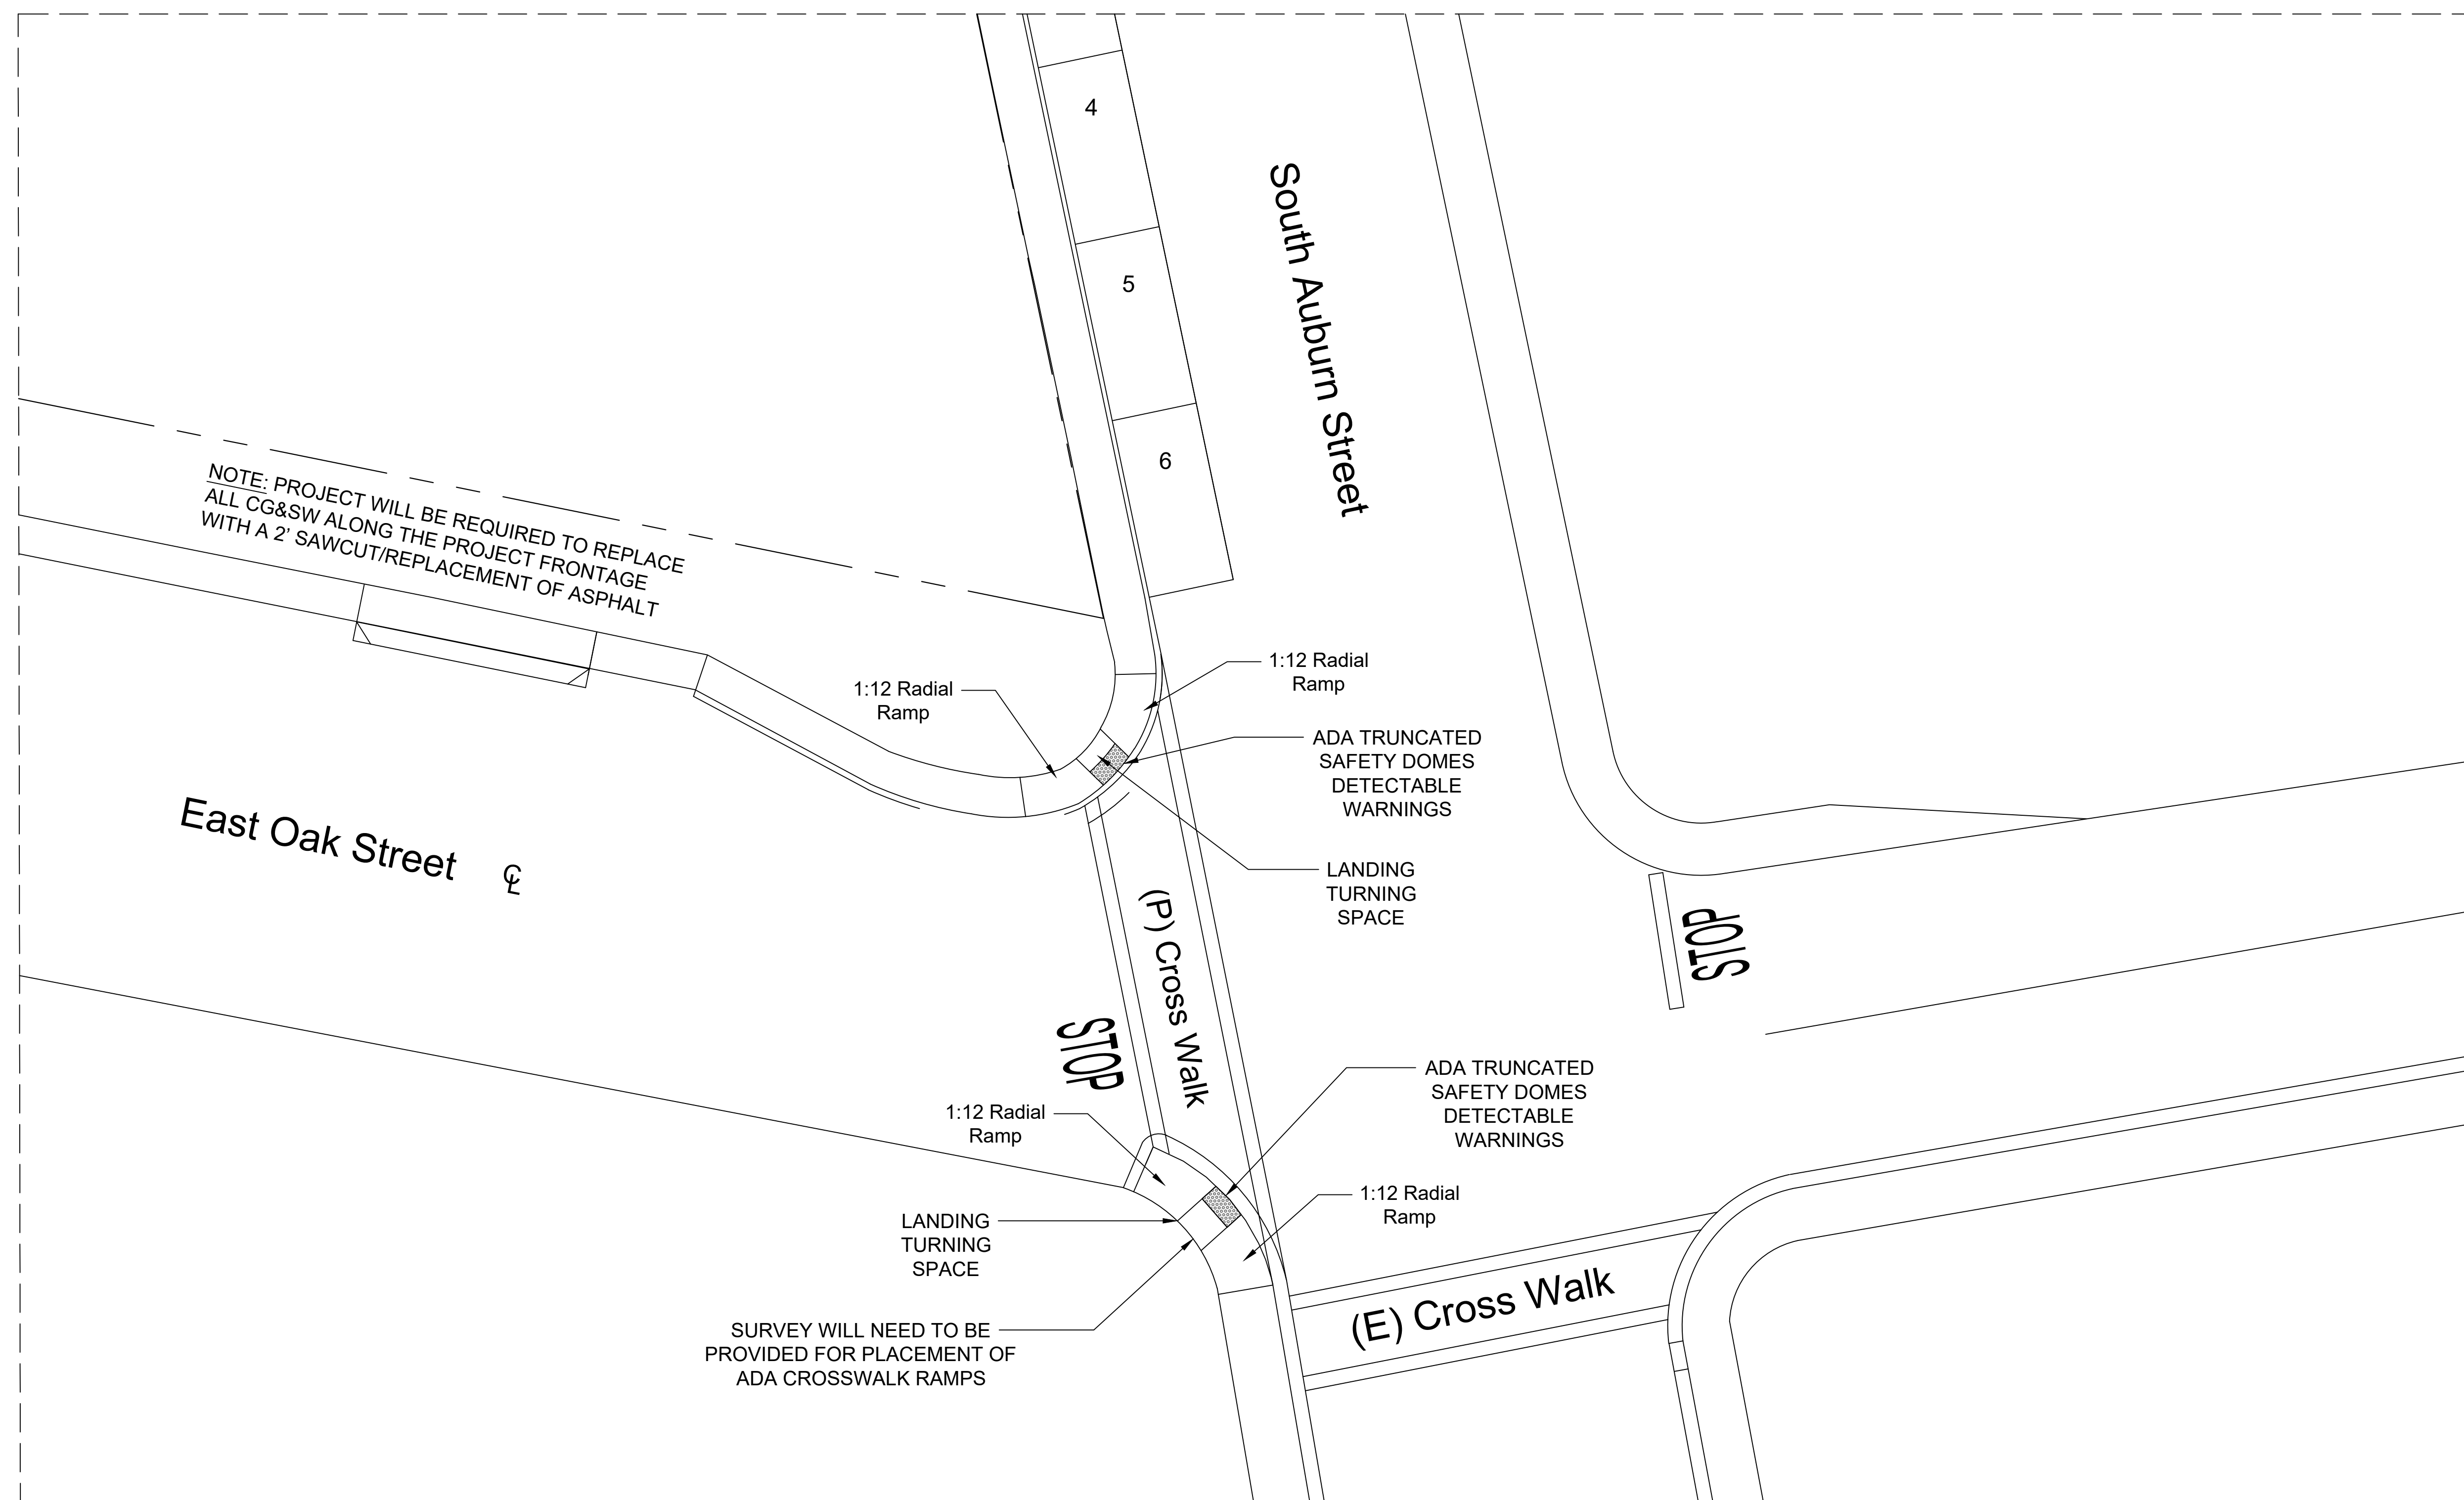 4
5
6
South Auburn Street
NOTE: PROJECT WILL BE REQUIRED TO REPLACE
ALL CG&SW ALONG THE PROJECT FRONTAGE
WITH A 2’ SAWCUT/REPLACEMENT OF ASPHALT
1:12 Radial
Ramp
1:12 Radial
Ramp
ADA TRUNCATED
SAFETY DOMES
DETECTABLE
WARNINGS
East Oak Street ℄
LANDING
TURNING
SPACE
(P) Cross Walk
STOP
STOP
ADA TRUNCATED
SAFETY DOMES
DETECTABLE
WARNINGS
1:12 Radial
Ramp
1:12 Radial
Ramp
LANDING
TURNING
SPACE
(E) Cross Walk
SURVEY WILL NEED TO BE
PROVIDED FOR PLACEMENT OF
ADA CROSSWALK RAMPS